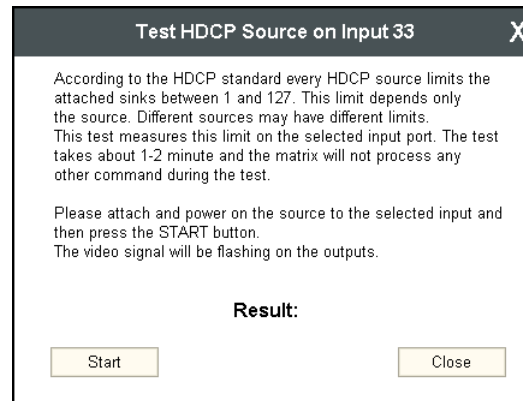 Test HDCP Source on Input 33 X
According to the HDCP standard every HDCP source limits the
attached sinks between 1 and 127. This limit depends only
the source. Different sources may have different limits.
This test measures this limit on the selected input port. The test
takes about 1-2 minute and the matrix will not process any
other command during the test.
Please attach and power on the source to the selected input and
then press the START button.
The video signal will be flashing on the outputs.
Result:
Start Close